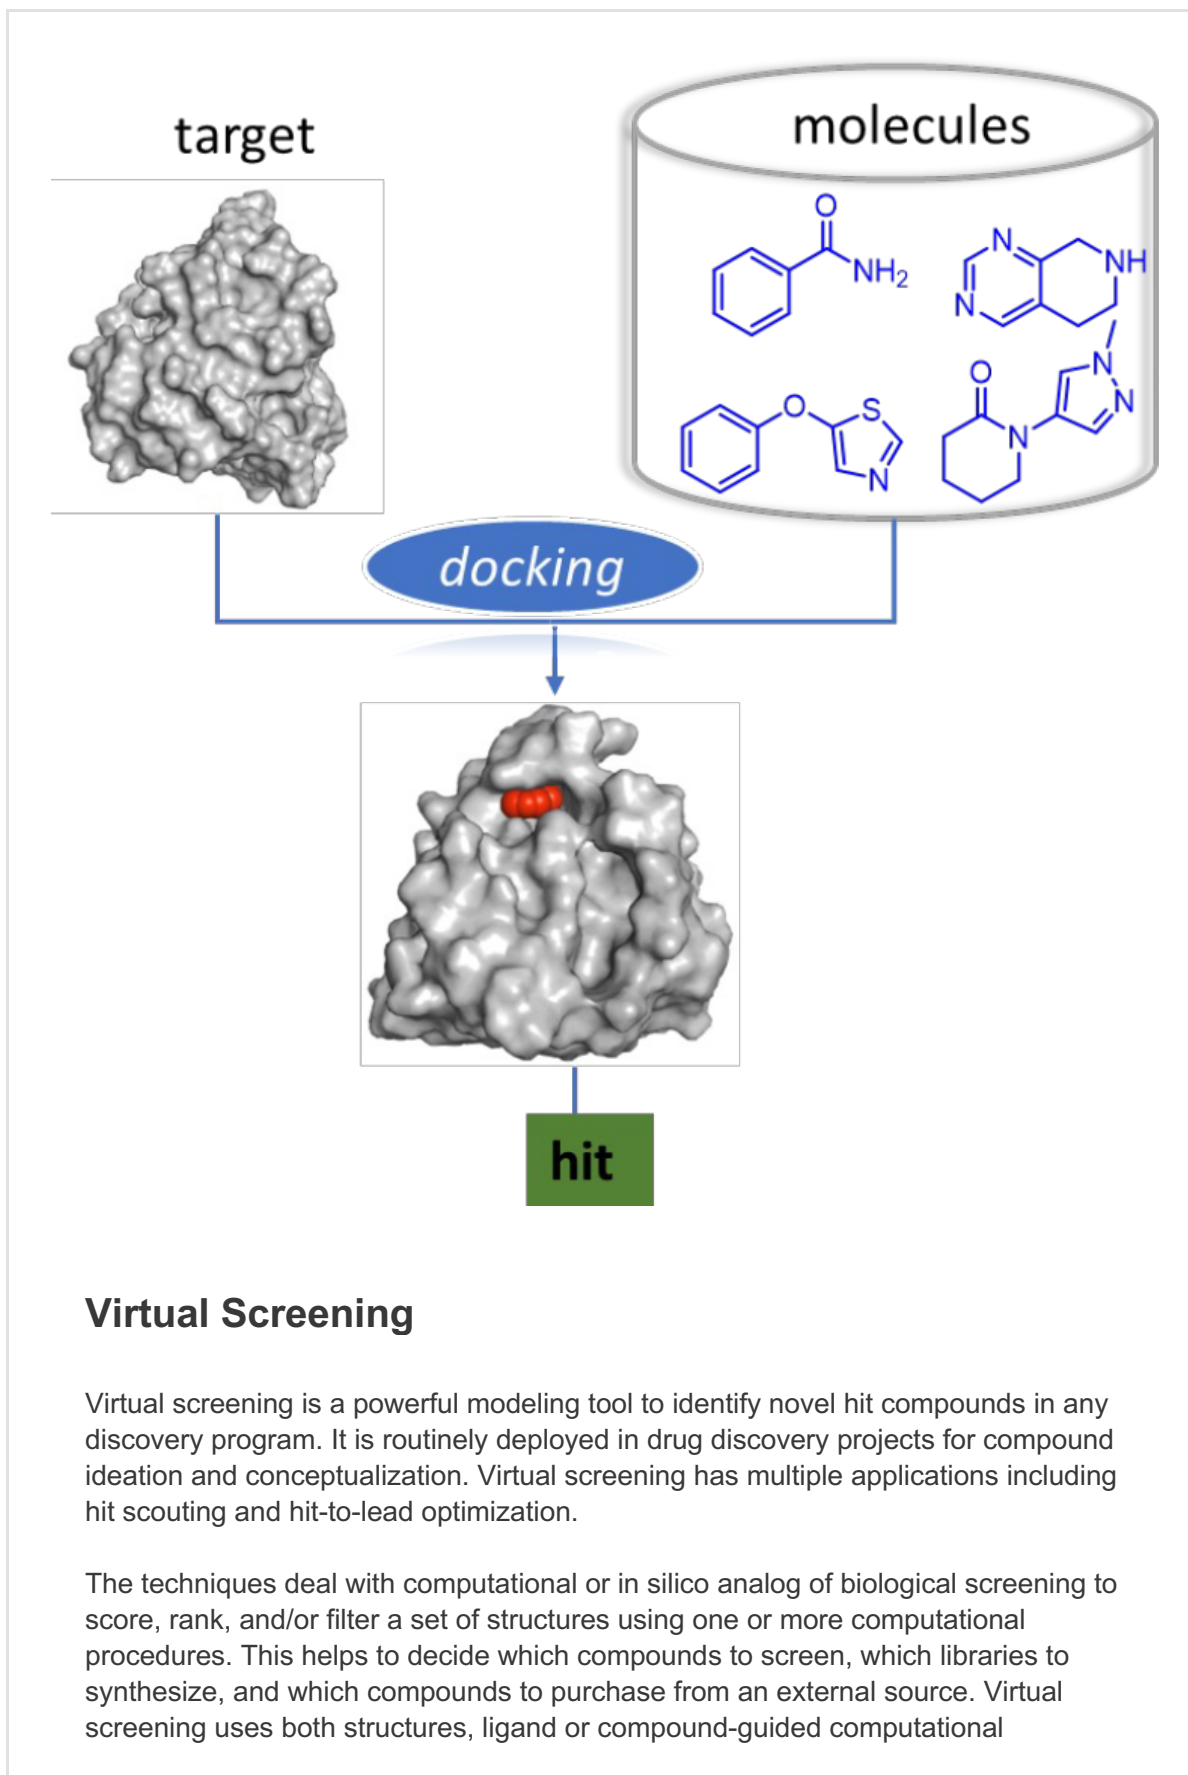 target
molecules
O
NH2
N
N
NH
O
S
N
O
N
N
N
docking
hit
Virtual Screening
Virtual screening is a powerful modeling tool to identify novel hit compounds in any
discovery program. It is routinely deployed in drug discovery projects for compound
ideation and conceptualization. Virtual screening has multiple applications including
hit scouting and hit-to-lead optimization.
The techniques deal with computational or in silico analog of biological screening to
score, rank, and/or filter a set of structures using one or more computational
procedures. This helps to decide which compounds to screen, which libraries to
synthesize, and which compounds to purchase from an external source. Virtual
screening uses both structures, ligand or compound-guided computational